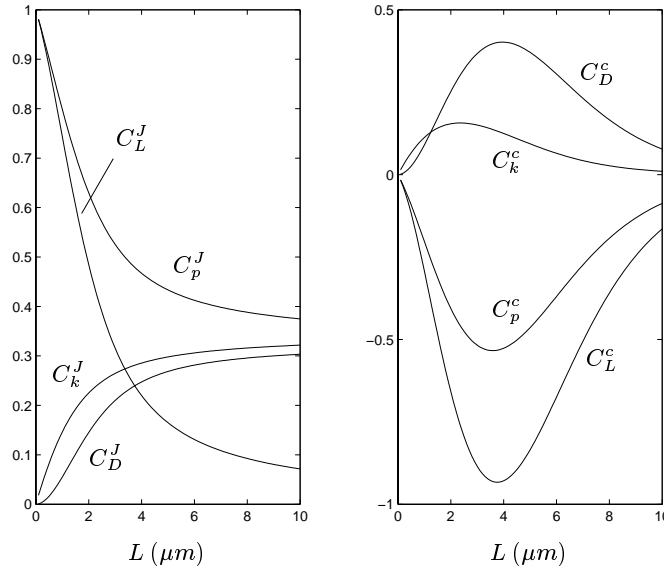 1
0.9
0.8
0.7
0.6
0.5
0.4
0.3
0.2
0.1
0
0 2 4 6 8 10
C_L^J
C_p^J
C_k^J
C_D^J
L (μm)
0.5
0
−0.5
−1
0 2 4 6 8 10
C_D^c
C_k^c
C_p^c
C_L^c
L (μm)